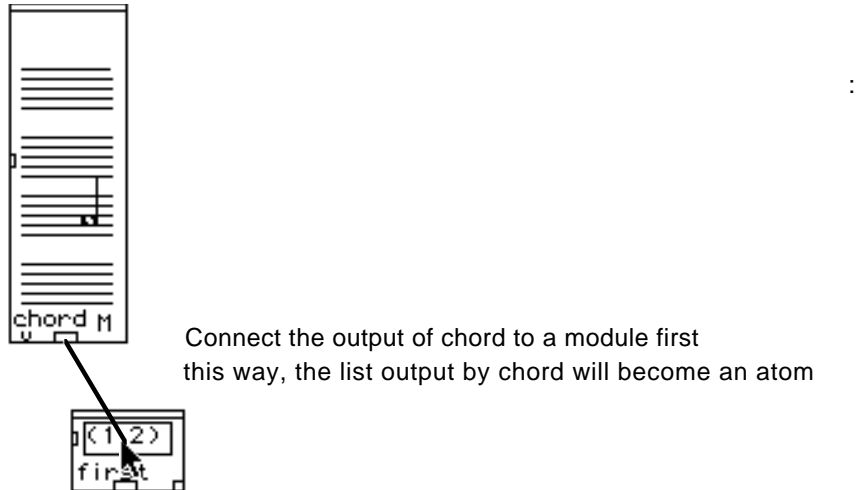 :
chord M
v
Connect the output of chord to a module first
this way, the list output by chord will become an atom
(1 2)
first